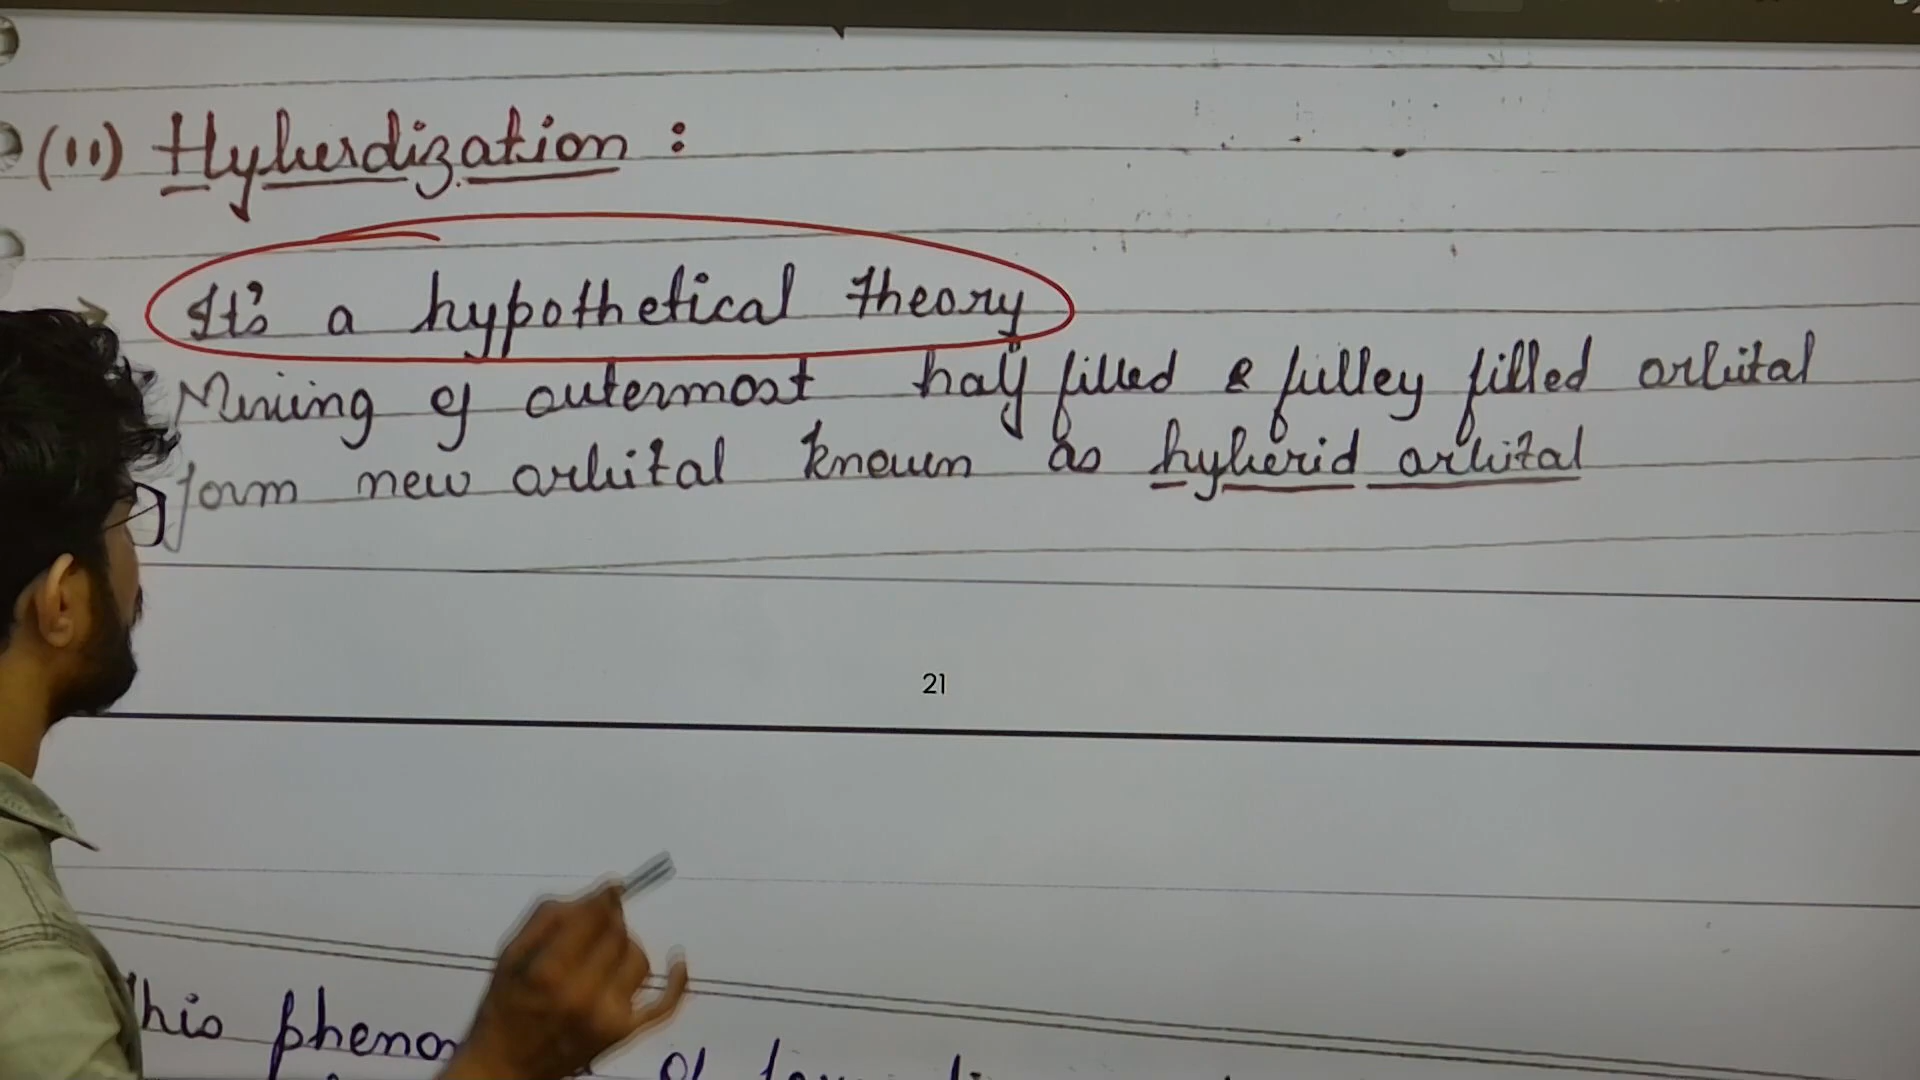 (11) Hyberdization :
It's a hypothetical theory
Mixing of outermost half filled & fulley filled orbital
form new orbital known as hyberid orbital
21
this